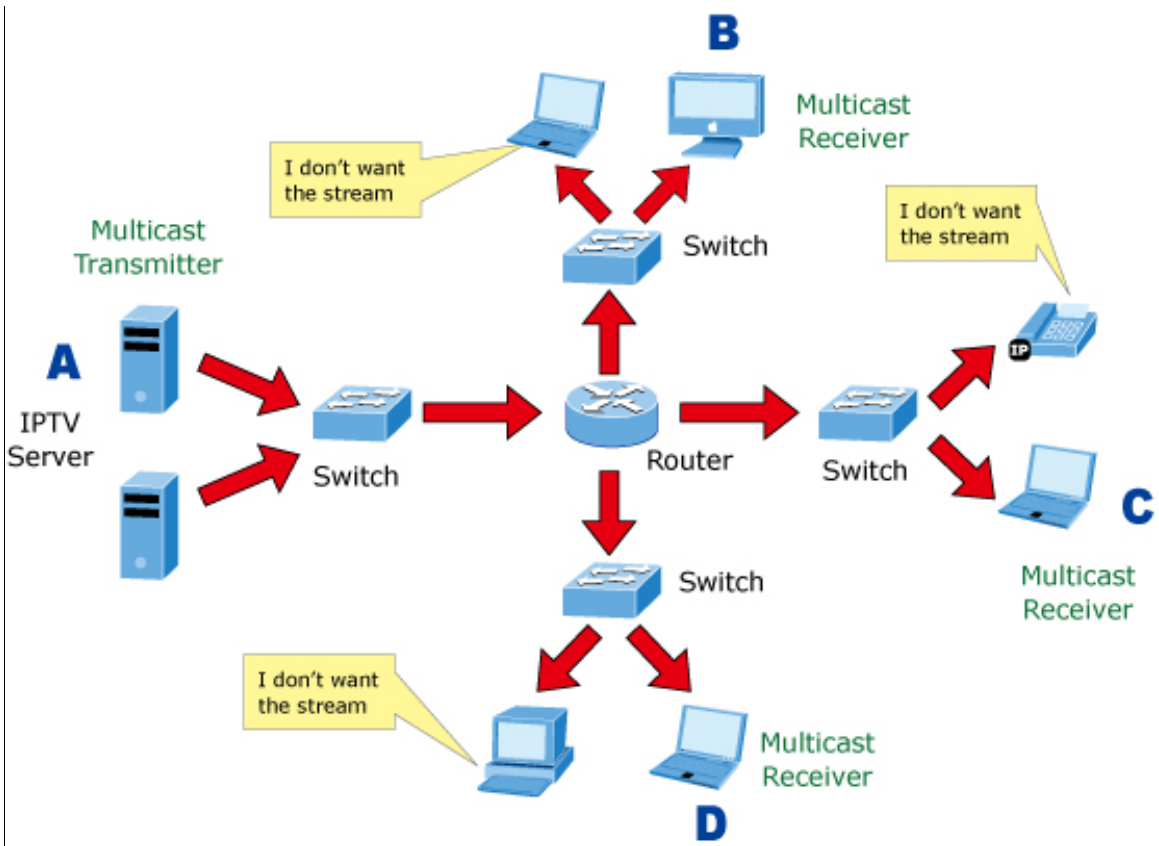 B
Multicast
Receiver
I don't want
the stream
I don't want
the stream
Switch
Multicast
Transmitter
A
IPTV
Server
Switch
Router
Switch
IP
C
Multicast
Receiver
Switch
I don't want
the stream
Multicast
Receiver
D